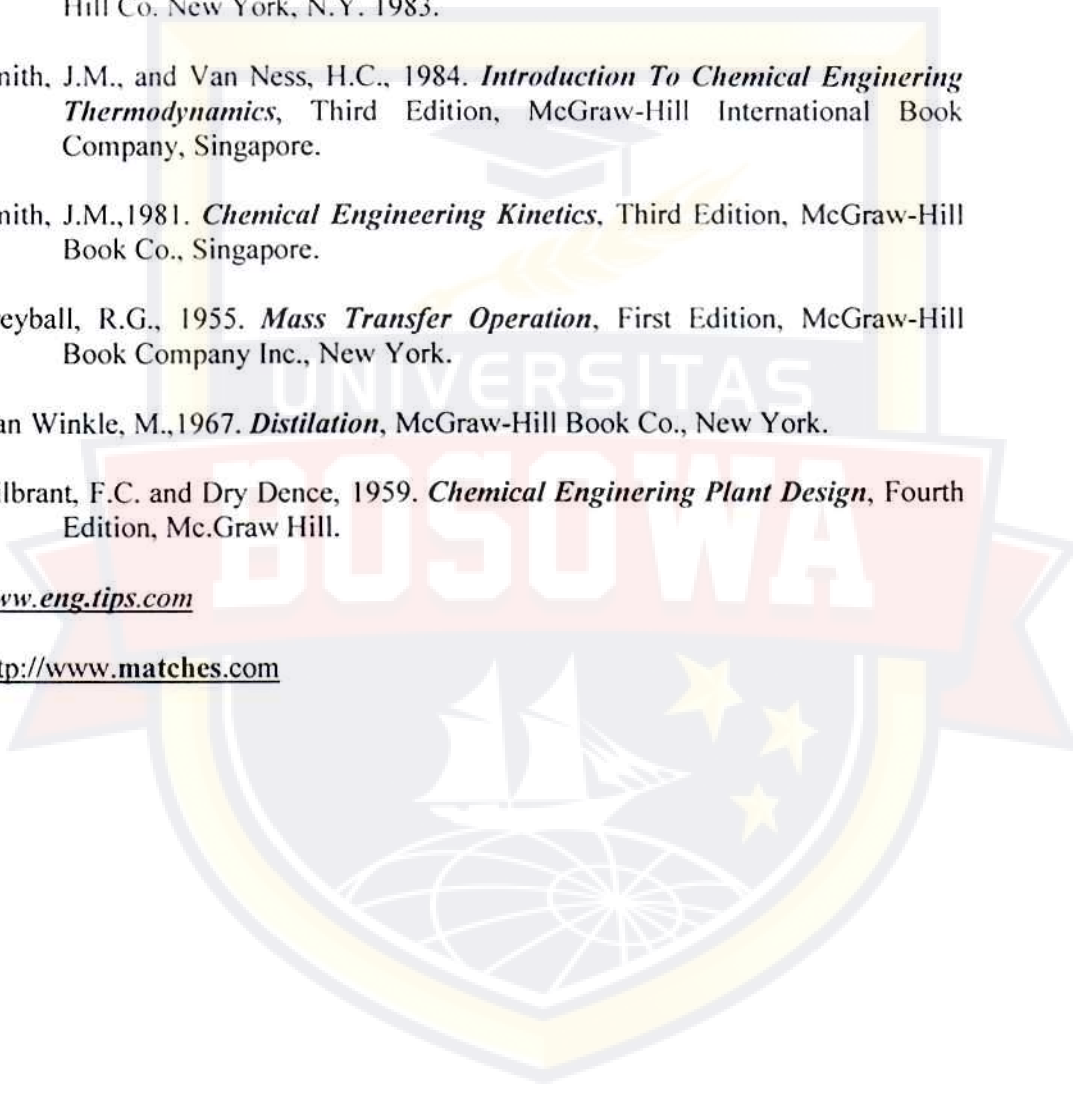 Hill Co. New York, N.Y. 1983.
mith, J.M., and Van Ness, H.C., 1984. Introduction To Chemical Enginering
Thermodynamics, Third Edition, McGraw-Hill International Book
Company, Singapore.
mith, J.M.,1981. Chemical Engineering Kinetics, Third Edition, McGraw-Hill
Book Co., Singapore.
eyball, R.G., 1955. Mass Transfer Operation, First Edition, McGraw-Hill
Book Company Inc., New York.
UNIVERSITAS
an Winkle, M.,1967. Distilation, McGraw-Hill Book Co., New York.
BOSOWA
lbrant, F.C. and Dry Dence, 1959. Chemical Enginering Plant Design, Fourth
Edition, Mc.Graw Hill.
ww.eng.tips.com
tp://www.matches.com